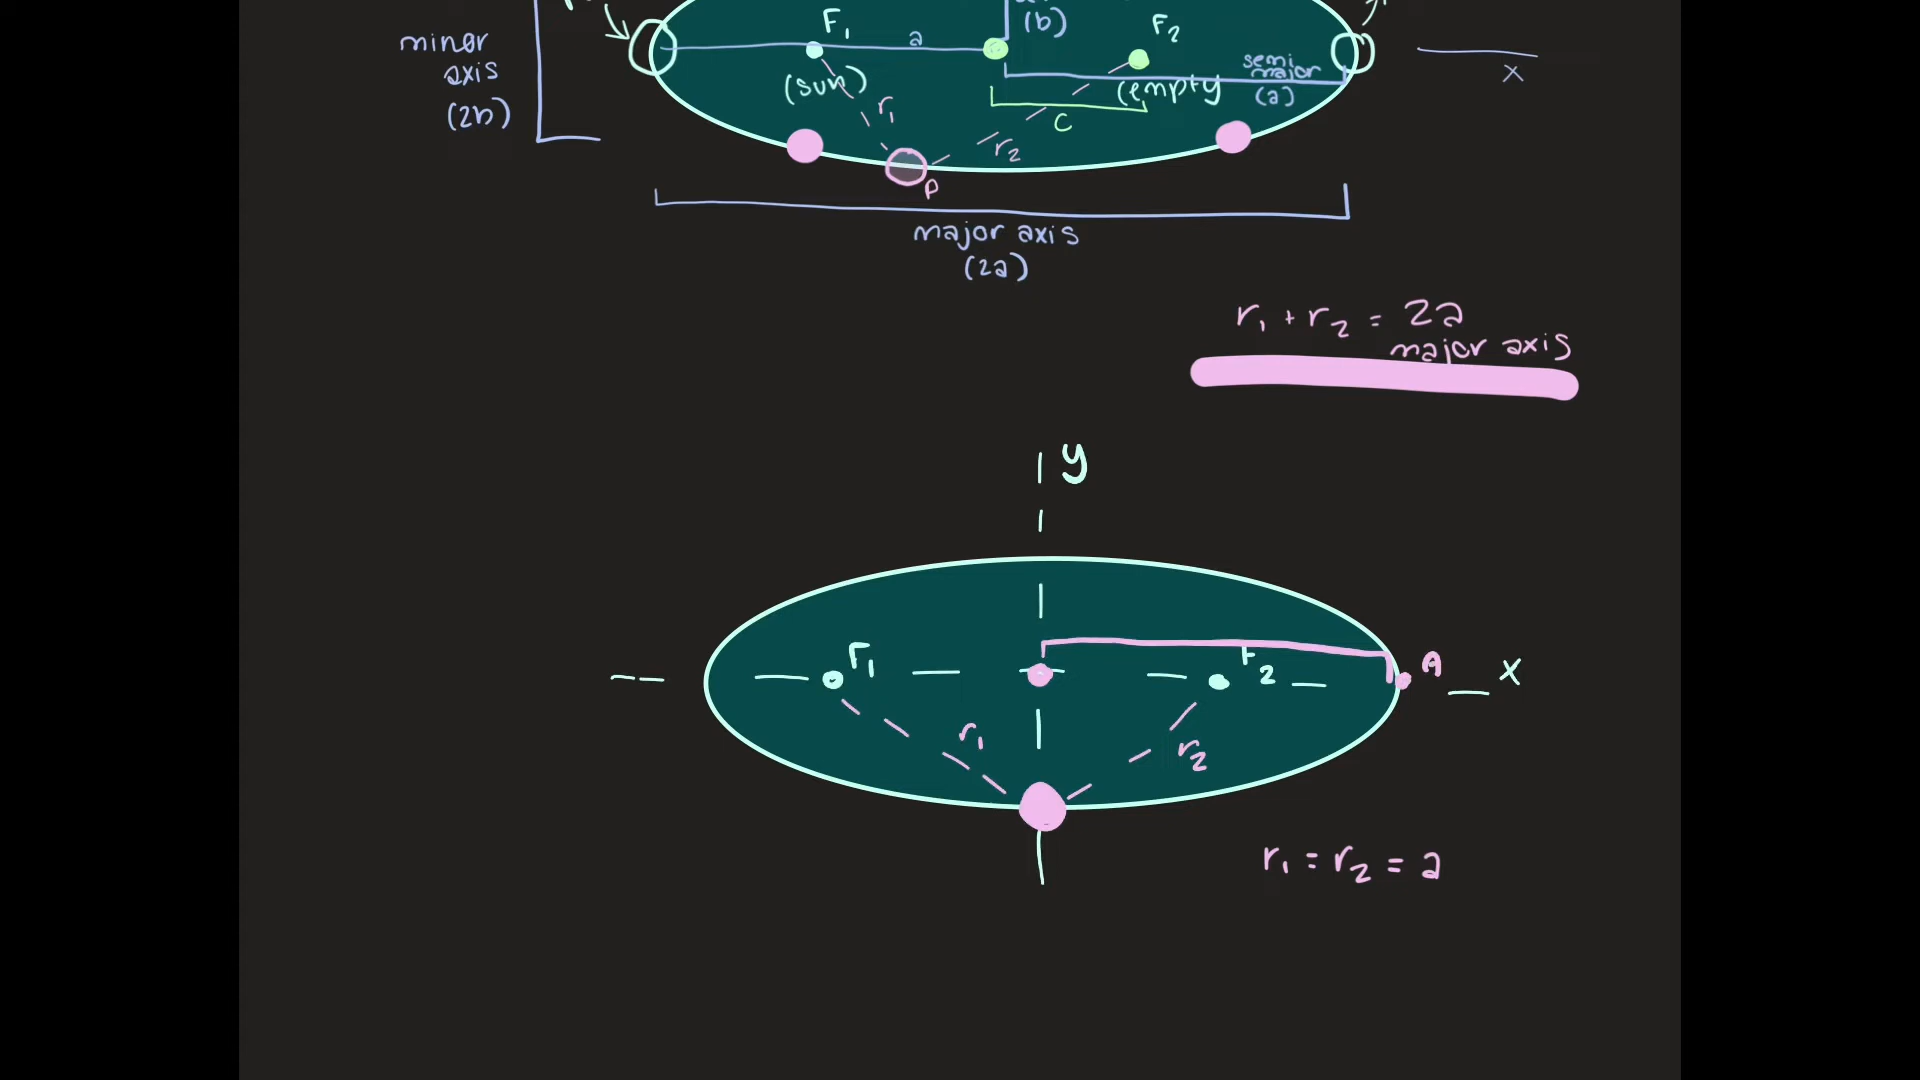 F₁
a
(b)
F₂
minor
axis
(2b)
(sun)
r₁
(empty
semi
major
(a)
x
c
r₂
P
major axis
(2a)
r₁ + r₂ = 2a
major axis
y
F₁
F₂
A
x
r₁
r₂
r₁ = r₂ = a